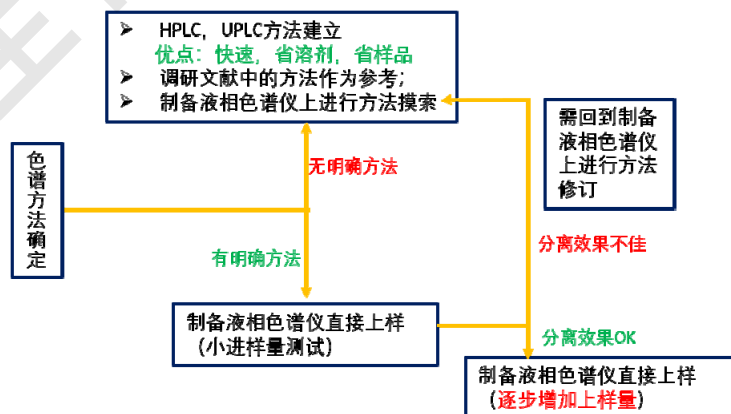 ➢ HPLC, UPLC方法建立
优点：快速，省溶剂，省样品
➢ 调研文献中的方法作为参考；
➢ 制备液相色谱仪上进行方法摸索
需回到制备
液相色谱仪
上进行方法
修订
色谱方法确定
无明确方法
有明确方法
分离效果不佳
制备液相色谱仪直接上样
（小进样量测试）
分离效果OK
制备液相色谱仪直接上样
（逐步增加上样量）